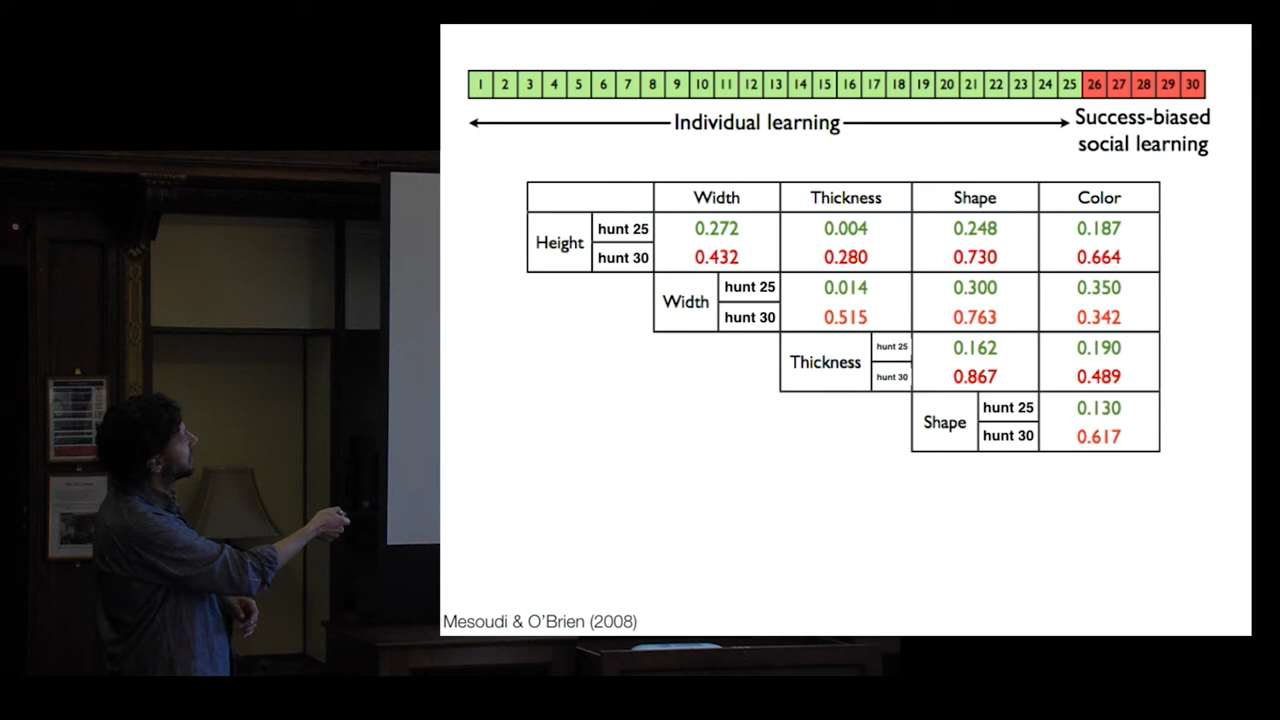 1 2 3 4 5 6 7 8 9 10 11 12 13 14 15 16 17 18 19 20 21 22 23 24 25 26 27 28 29 30
Individual learning
Success-biased
social learning
Width Thickness Shape Color
Height hunt 25 0.272 0.004 0.248 0.187
hunt 30 0.432 0.280 0.730 0.664
Width hunt 25 0.014 0.300 0.350
hunt 30 0.515 0.763 0.342
Thickness hunt 25 0.162 0.190
hunt 30 0.867 0.489
Shape hunt 25 0.130
hunt 30 0.617
Mesoudi & O'Brien (2008)